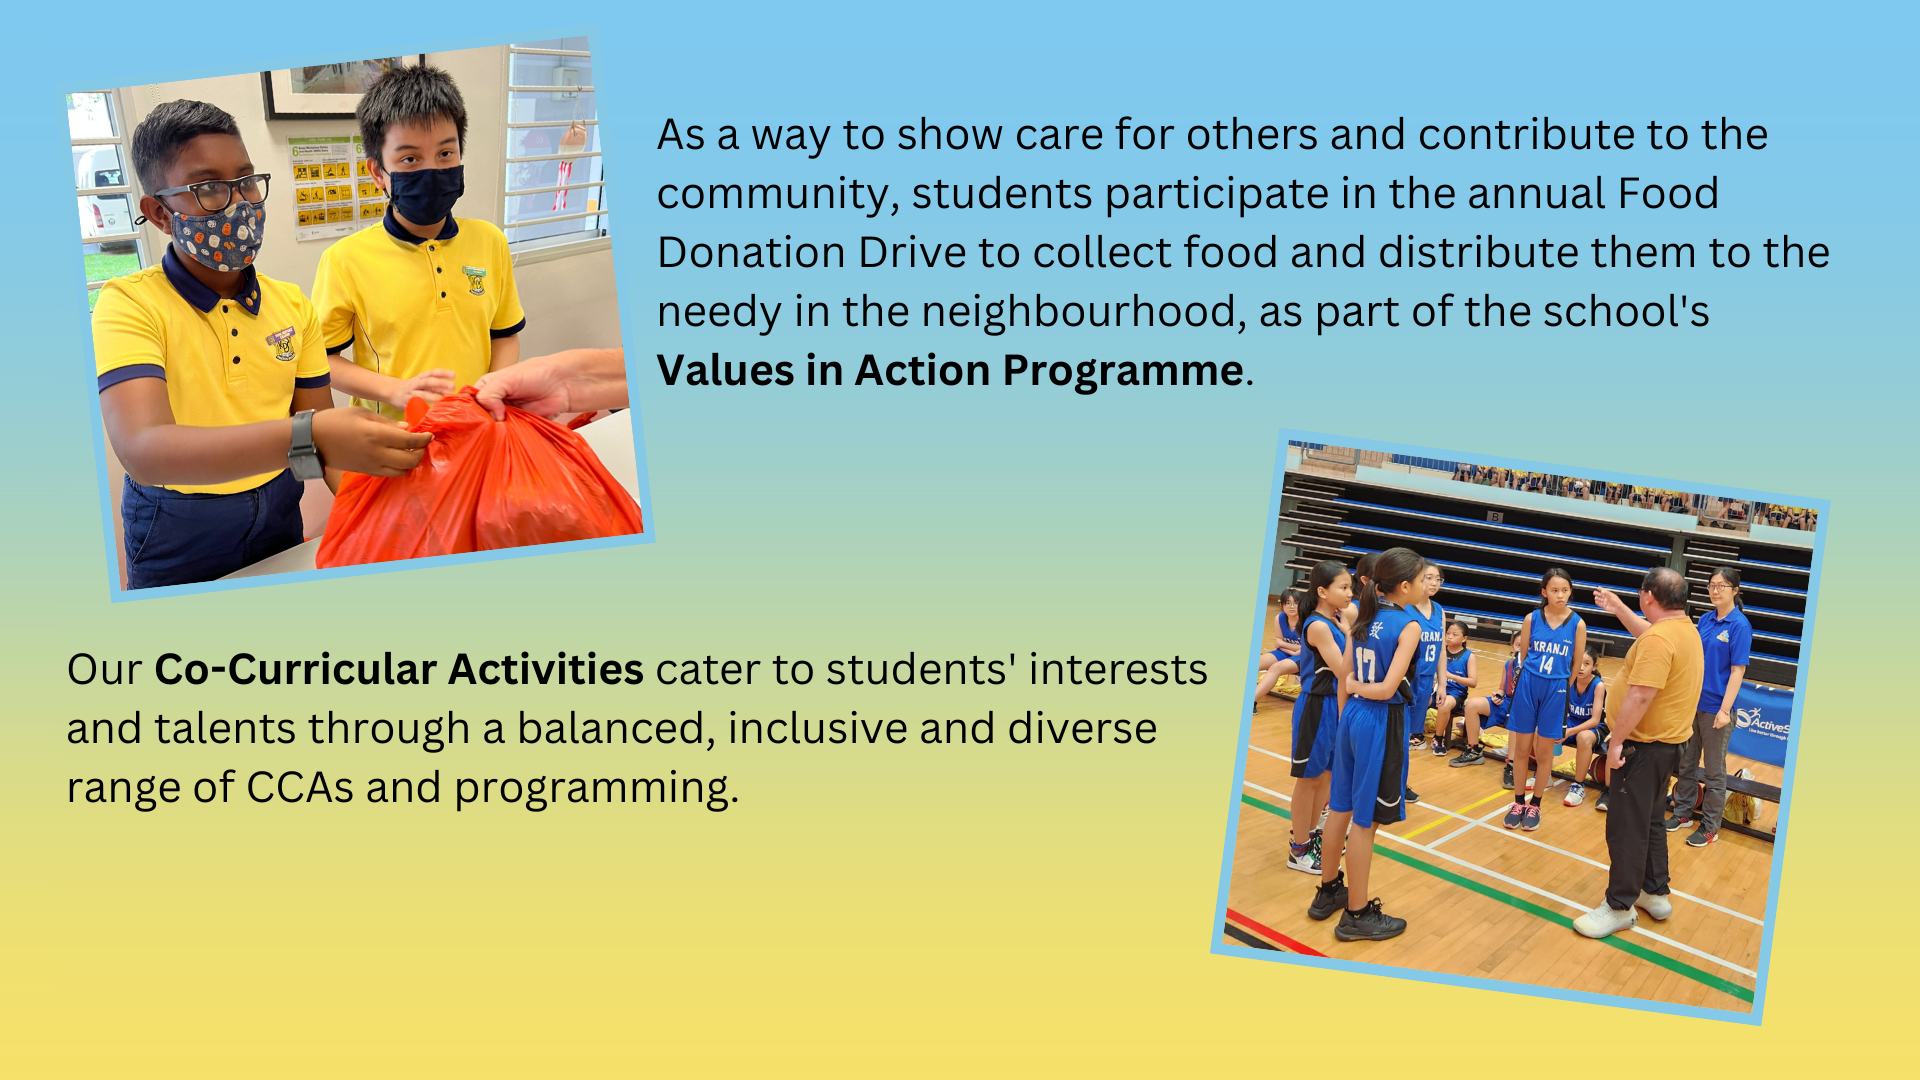 As a way to show care for others and contribute to the
community, students participate in the annual Food
Donation Drive to collect food and distribute them to the
needy in the neighbourhood, as part of the school's
Values in Action Programme.
Our Co-Curricular Activities cater to students' interests
and talents through a balanced, inclusive and diverse
range of CCAs and programming.
B
致
17
KRANJI
13
KRANJI
14